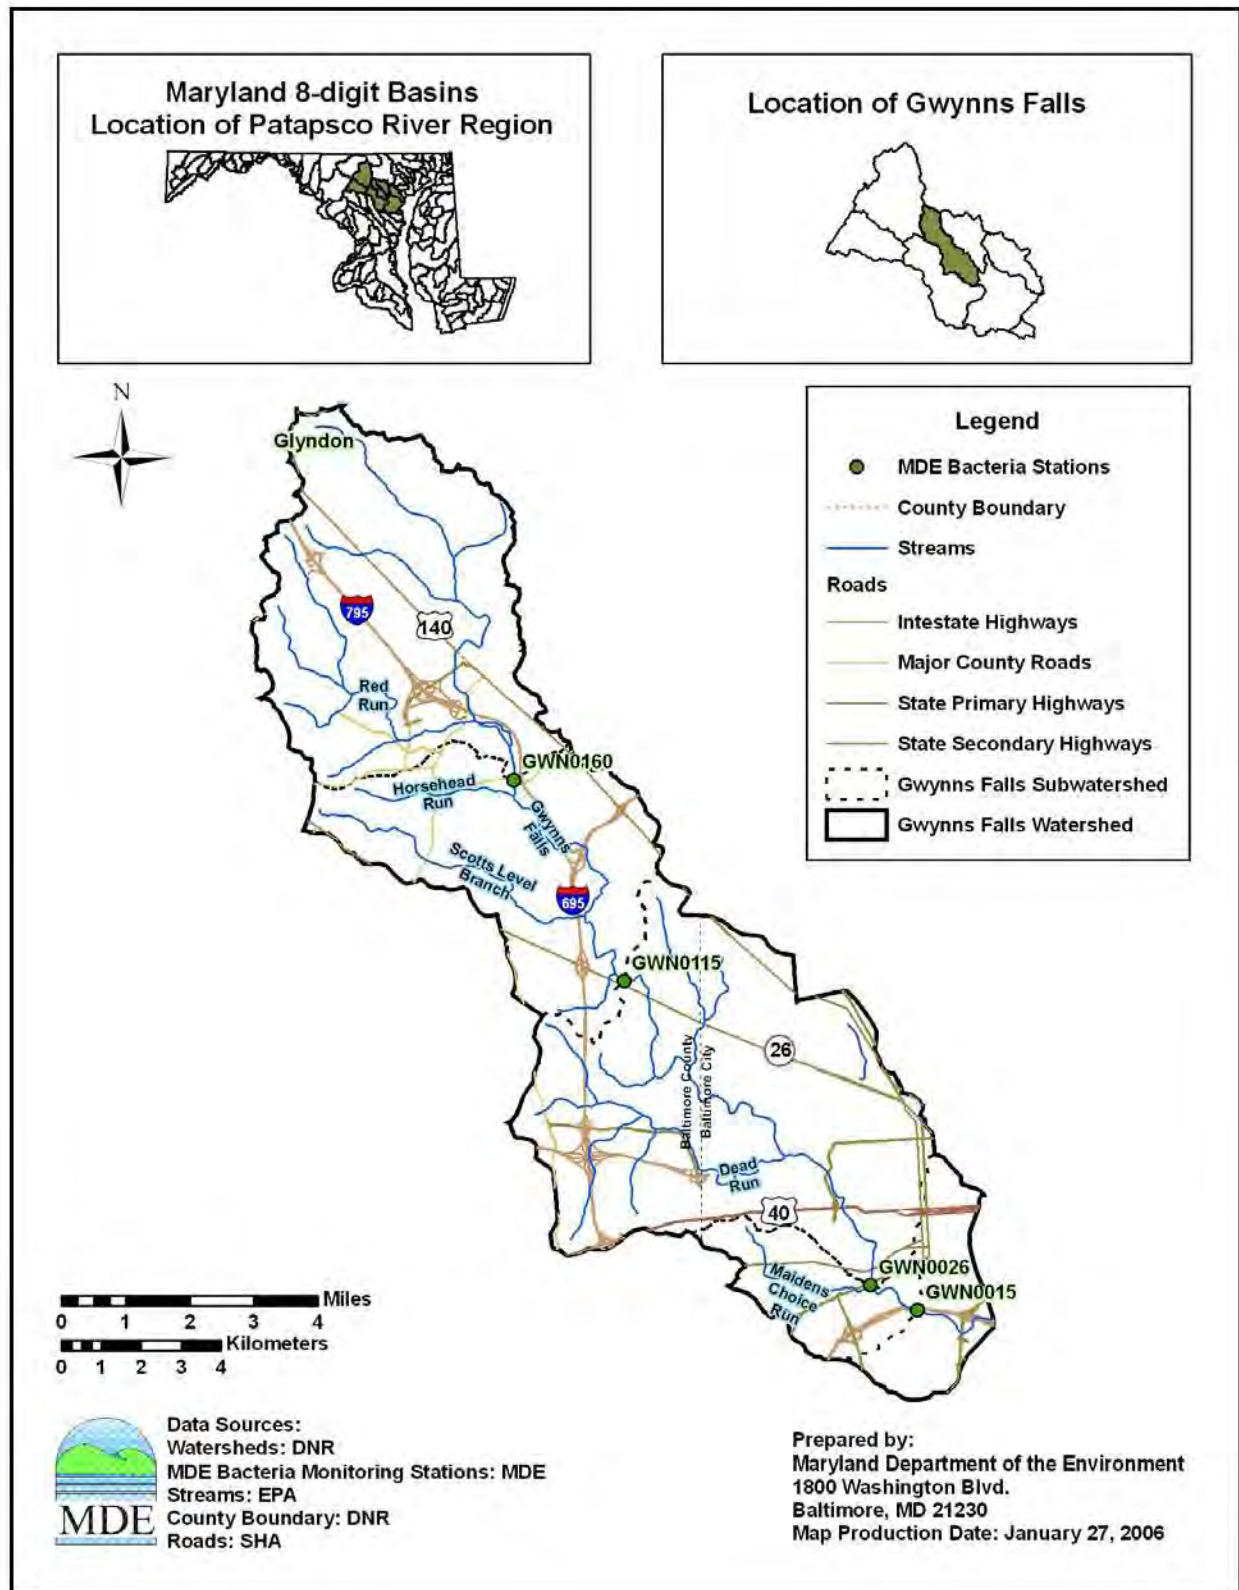 Maryland 8-digit Basins
Location of Patapsco River Region
Location of Gwynns Falls
N
Legend
MDE Bacteria Stations
County Boundary
Streams
Roads
Intestate Highways
Major County Roads
State Primary Highways
State Secondary Highways
Gwynns Falls Subwatershed
Gwynns Falls Watershed
Glyndon
795
140
Red
Run
GWN0160
Horsehead
Run
Gwynns
Falls
Scotts Level
Branch
695
GWN0115
26
Baltimore County
Baltimore City
Dead
Run
40
GWN0026
Maidens
Choice
Run
GWN0015
Miles
0 1 2 3 4
Kilometers
0 1 2 3 4
MDE
Data Sources:
Watersheds: DNR
MDE Bacteria Monitoring Stations: MDE
Streams: EPA
County Boundary: DNR
Roads: SHA
Prepared by:
Maryland Department of the Environment
1800 Washington Blvd.
Baltimore, MD 21230
Map Production Date: January 27, 2006